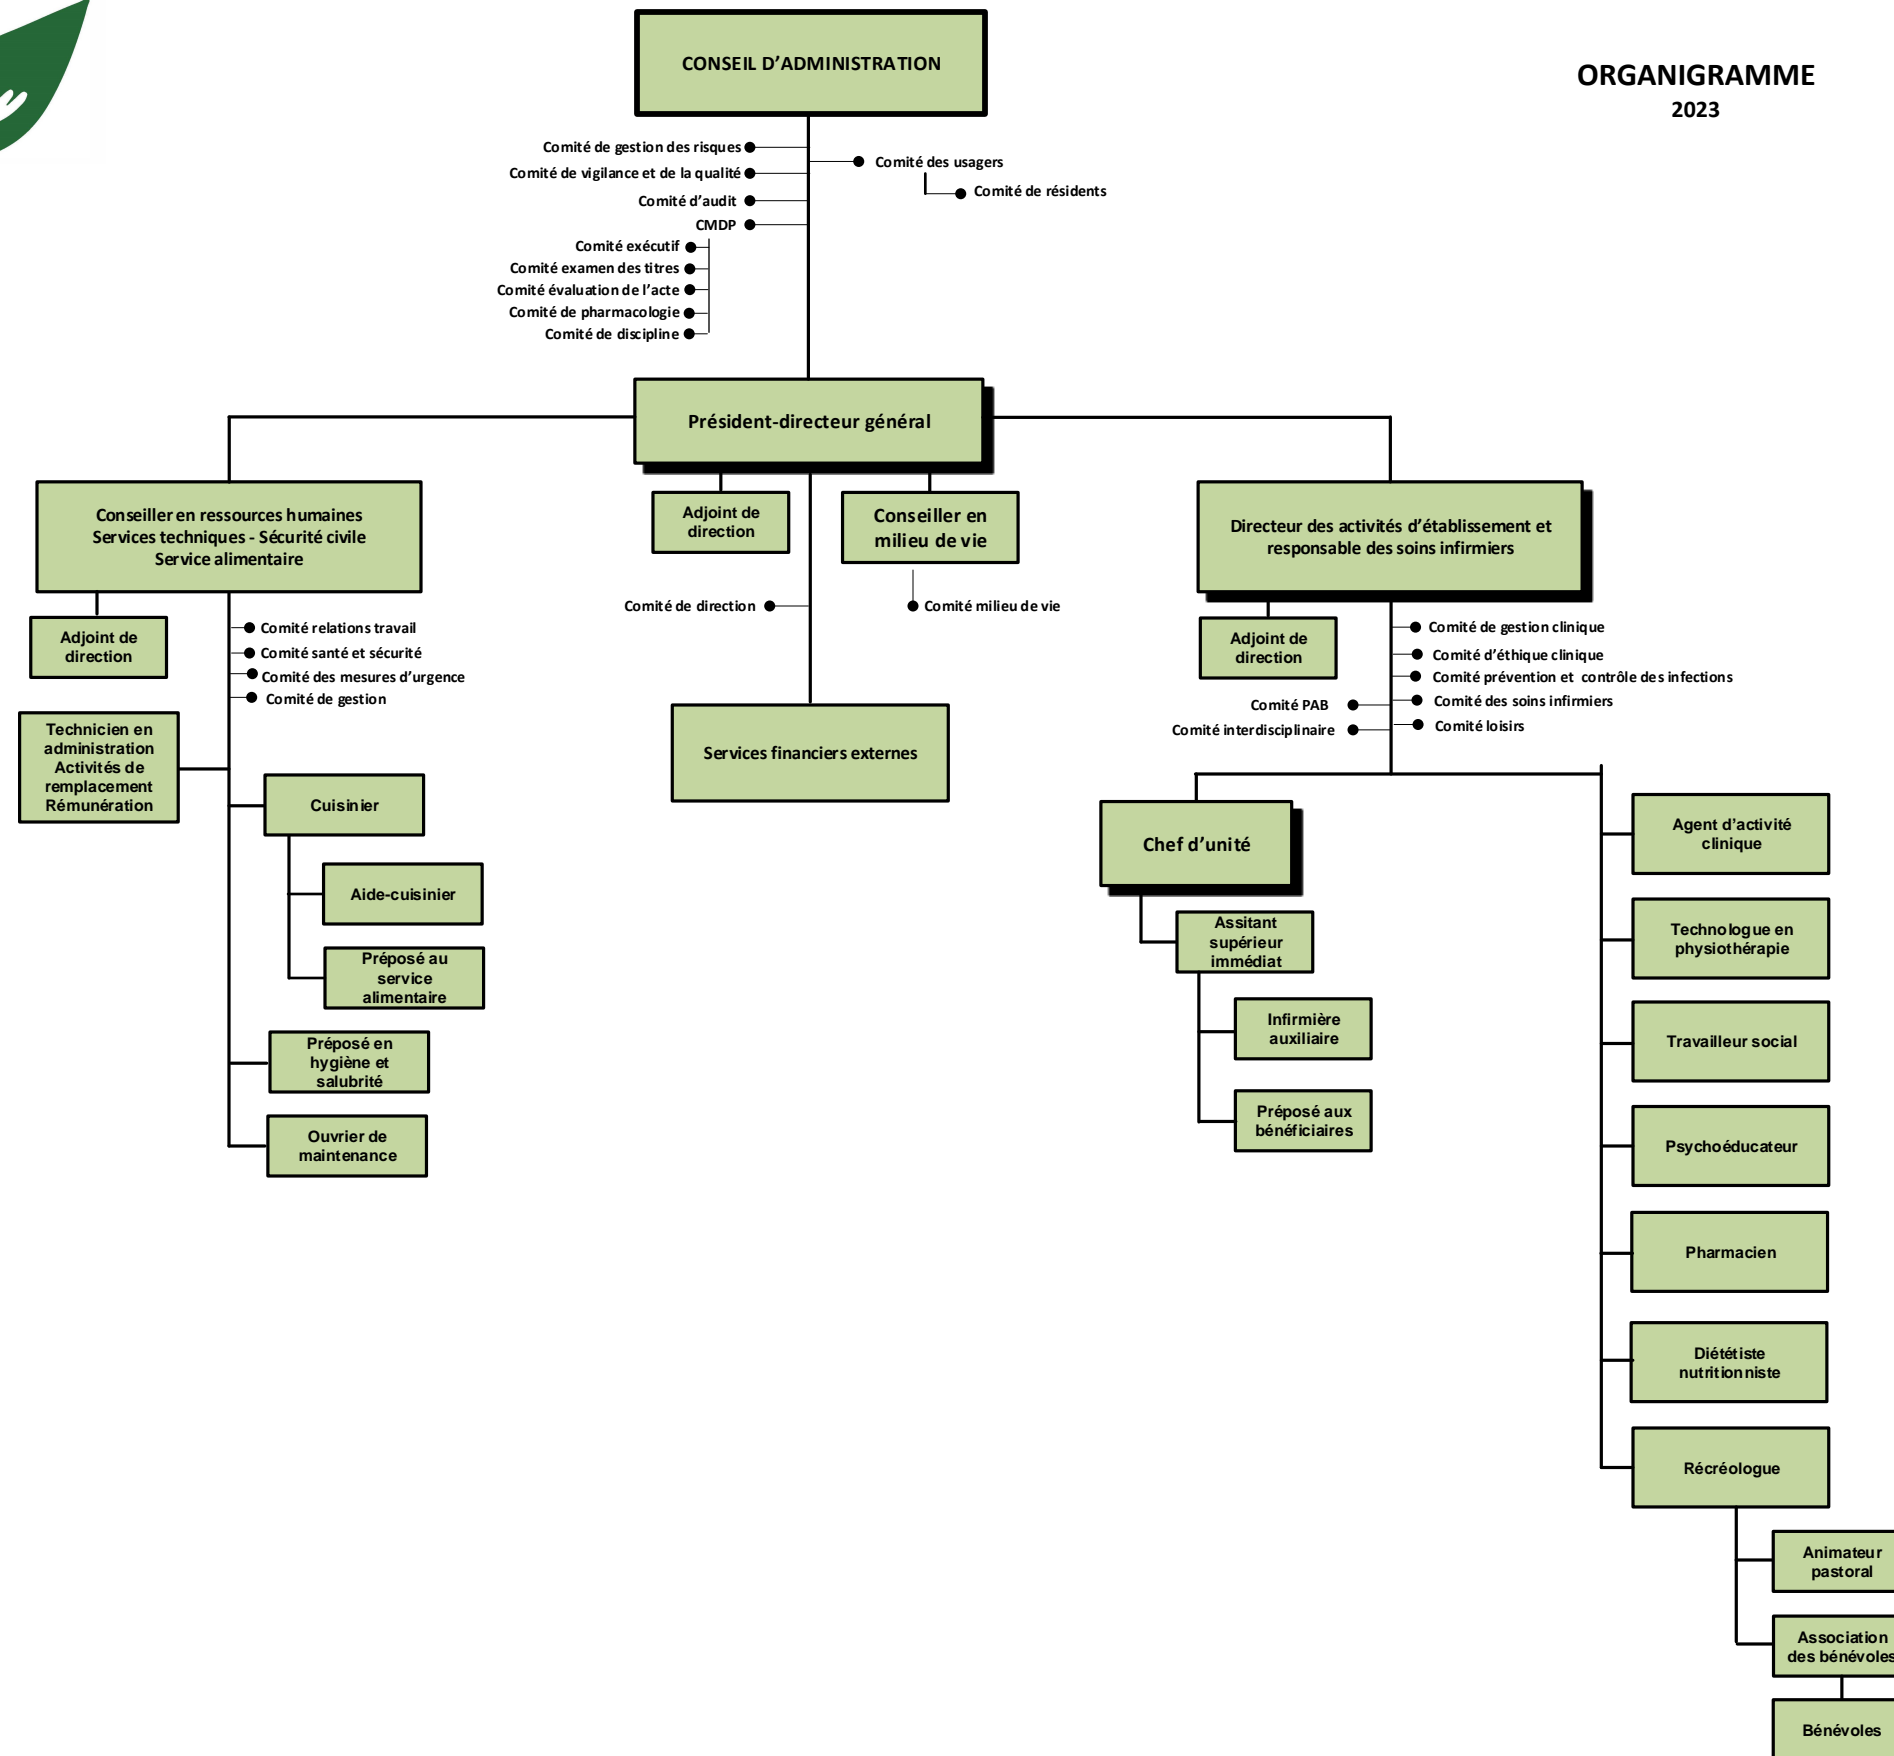 CONSEIL D’ADMINISTRATION
ORGANIGRAMME
2023
Comité de gestion des risques
Comité des usagers
Comité de vigilance et de la qualité
Comité de résidents
Comité d’audit
CMDP
Comité exécutif
Comité examen des titres
Comité évaluation de l’acte
Comité de pharmacologie
Comité de discipline
Président-directeur général
Conseiller en ressources humaines
Services techniques - Sécurité civile
Service alimentaire
Adjoint de
direction
Conseiller en
milieu de vie
Directeur des activités d’établissement et
responsable des soins infirmiers
Comité de direction
Comité milieu de vie
Adjoint de
direction
Comité relations travail
Comité santé et sécurité
Comité des mesures d’urgence
Comité de gestion
Adjoint de
direction
Comité de gestion clinique
Comité d’éthique clinique
Comité prévention et contrôle des infections
Comité des soins infirmiers
Comité loisirs
Comité PAB
Comité interdisciplinaire
Technicien en
administration
Activités de
remplacement
Rémunération
Services financiers externes
Cuisinier
Aide-cuisinier
Préposé au
service
alimentaire
Préposé en
hygiène et
salubrité
Ouvrier de
maintenance
Chef d’unité
Assitant
supérieur
immédiat
Infirmière
auxiliaire
Préposé aux
bénéficiaires
Agent d’activité
clinique
Technologue en
physiothérapie
Travailleur social
Psychoéducateur
Pharmacien
Diététiste
nutritionniste
Récréologue
Animateur
pastoral
Association
des bénévoles
Bénévoles